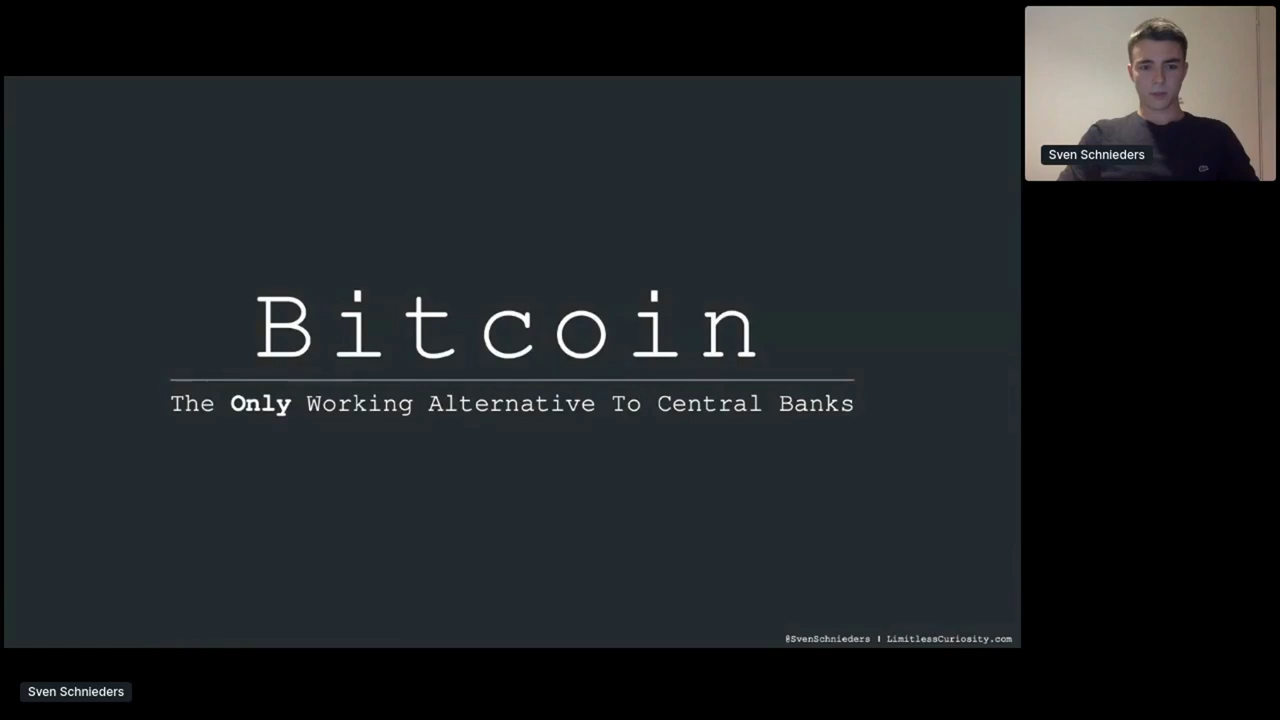 Sven Schnieders
Bitcoin
The Only Working Alternative To Central Banks
@SvenSchnieders | LimitlessCuriosity.com
Sven Schnieders